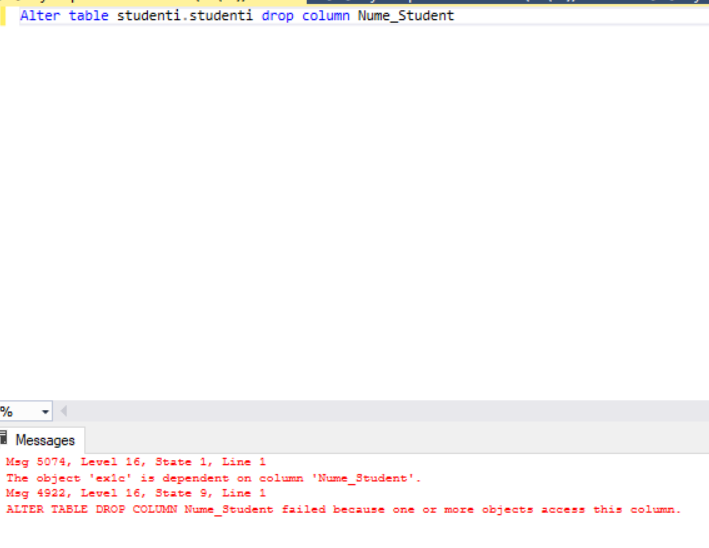 Alter table studenti.studenti drop column Nume_Student
%
Messages
Msg 5074, Level 16, State 1, Line 1
The object 'ex1c' is dependent on column 'Nume_Student'.
Msg 4922, Level 16, State 9, Line 1
ALTER TABLE DROP COLUMN Nume_Student failed because one or more objects access this column.